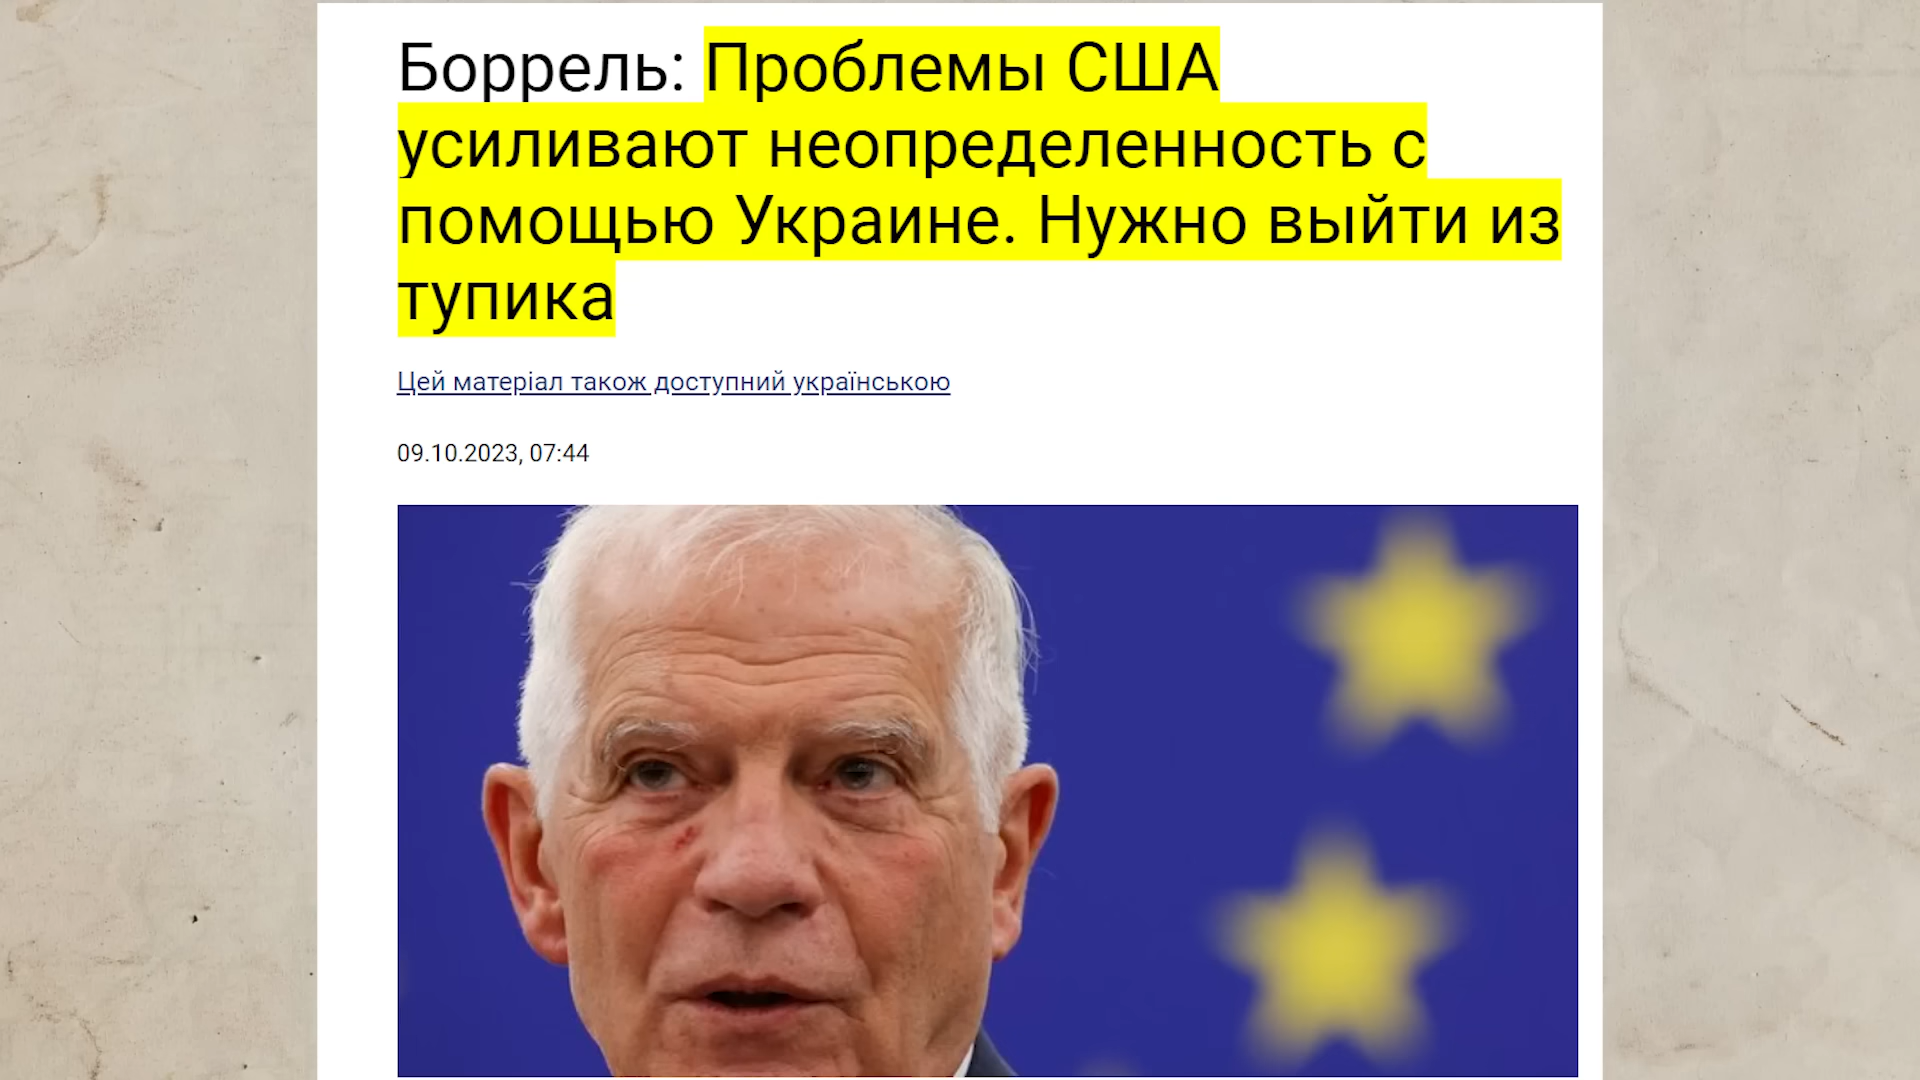 Боррель: Проблемы США
усиливают неопределенность с
помощью Украине. Нужно выйти из
тупика
Цей матеріал також доступний українською
09.10.2023, 07:44